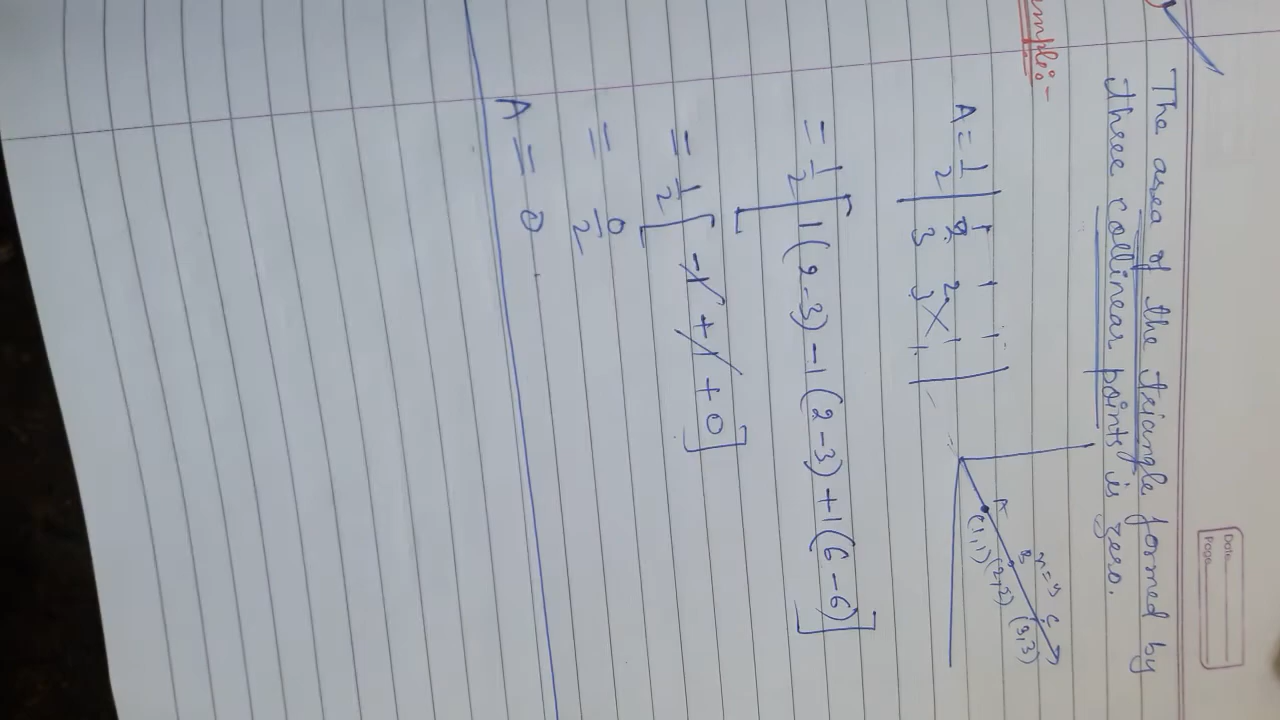 Date
Page
The area of the triangle formed by
three collinear points is zero.
A = 1/2 | 1 1 1
2 2 1
3 3 1 |
x = y
A B C
(1,1) (2,2) (3,3)
= 1/2 [ 1(2-3) -1(2-3) +1(6-6) ]
= 1/2 [ -1 + 1 + 0 ]
= 0/2
A = 0